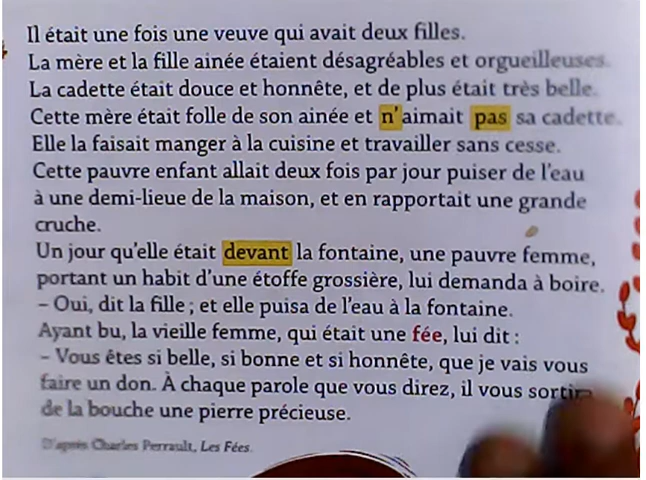 Il était une fois une veuve qui avait deux filles.
La mère et la fille ainée étaient désagréables et orgueilleuses.
La cadette était douce et honnête, et de plus était très belle.
Cette mère était folle de son ainée et n'aimait pas sa cadette.
Elle la faisait manger à la cuisine et travailler sans cesse.
Cette pauvre enfant allait deux fois par jour puiser de l'eau
à une demi-lieue de la maison, et en rapportait une grande
cruche.
Un jour qu'elle était devant la fontaine, une pauvre femme,
portant un habit d'une étoffe grossière, lui demanda à boire.
– Oui, dit la fille ; et elle puisa de l'eau à la fontaine.
Ayant bu, la vieille femme, qui était une fée, lui dit :
– Vous êtes si belle, si bonne et si honnête, que je vais vous
faire un don. À chaque parole que vous direz, il vous sortira
de la bouche une pierre précieuse.
D'après Charles Perrault, Les Fées.